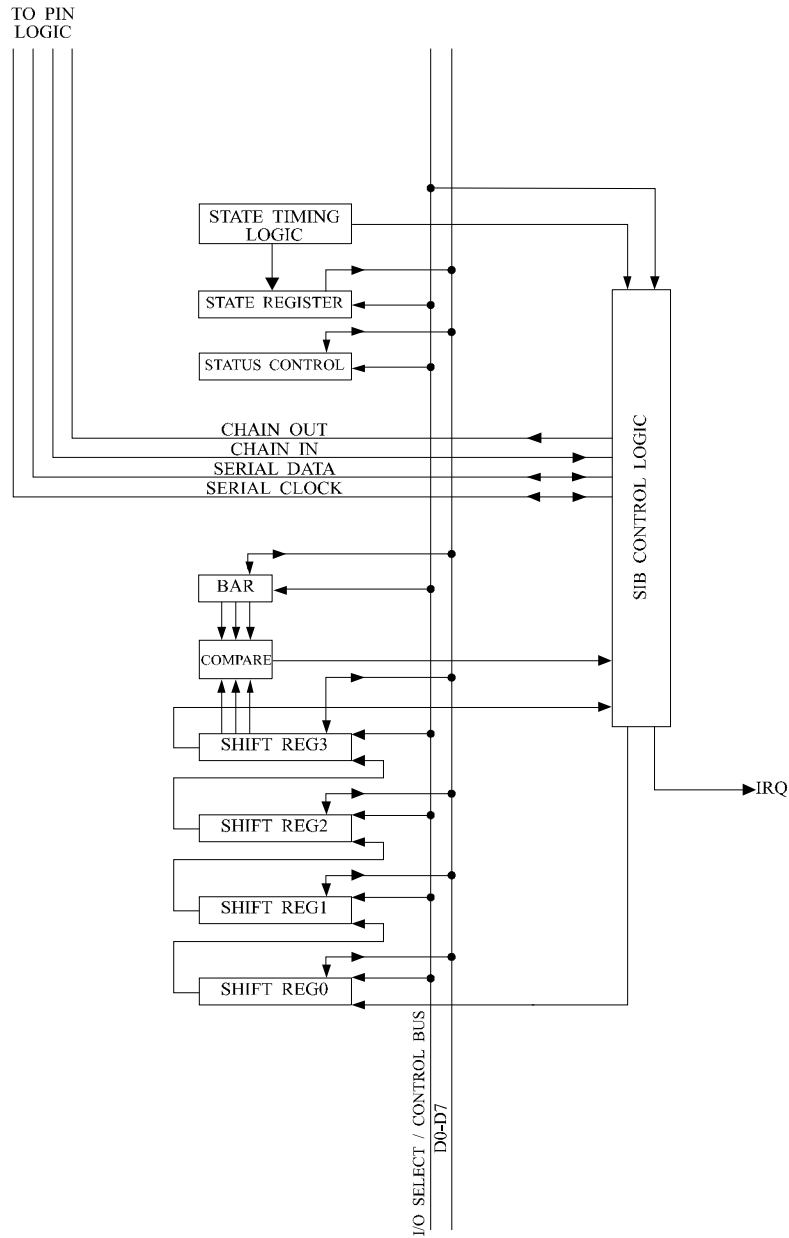 TO PIN
LOGIC
STATE TIMING
LOGIC
STATE REGISTER
STATUS CONTROL
CHAIN OUT
CHAIN IN
SERIAL DATA
SERIAL CLOCK
SIB CONTROL LOGIC
BAR
COMPARE
SHIFT REG3
IRQ
SHIFT REG2
SHIFT REG1
SHIFT REG0
I/O SELECT / CONTROL BUS
D0-D7